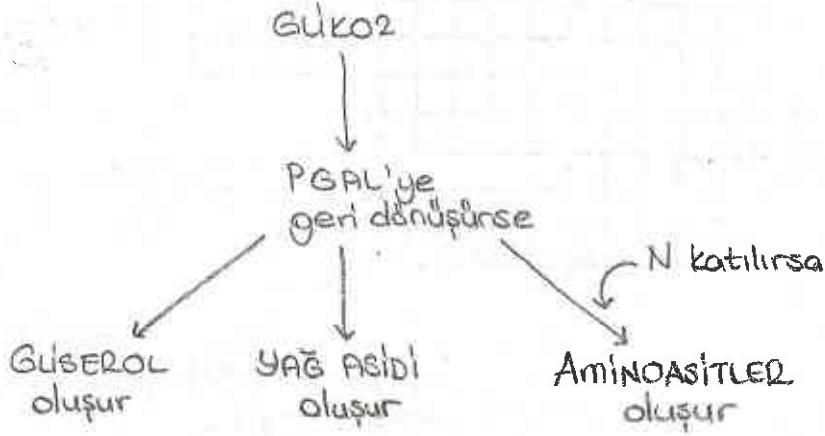 GLİKOZ
PGAL'ye
geri dönüşürse
N katılırsa
GLİSEROL
oluşur
YAĞ ASİDİ
oluşur
AMİNOASİTLER
oluşur